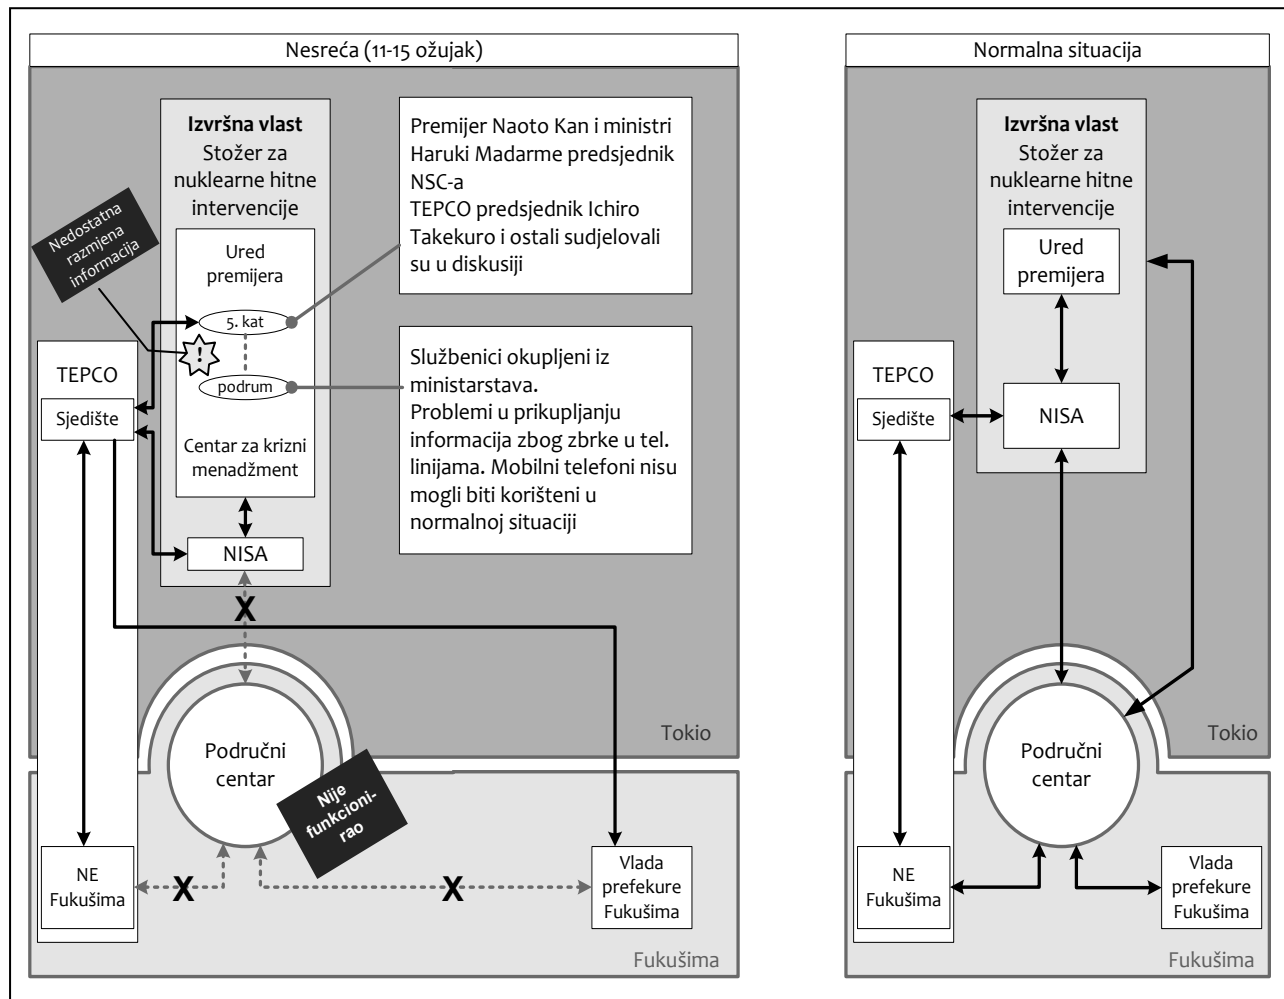 Nesreća (11-15 ožujak)
Izvršna vlast
Stožer za
nuklearne hitne
intervencije
Nedostatna
razmjena
informacija
Ured
premijera
5. kat
!
podrum
Centar za krizni
menadžment
NISA
Premijer Naoto Kan i ministri
Haruki Madarme predsjednik
NSC-a
TEPCO predsjednik Ichiro
Takekuro i ostali sudjelovali
su u diskusiji
Službenici okupljeni iz
ministarstava.
Problemi u prikupljanju
informacija zbog zbrke u tel.
linijama. Mobilni telefoni nisu
mogli biti korišteni u
normalnoj situaciji
TEPCO
Sjedište
X
Tokio
Područni
centar
Nije
funkcioni-
rao
NE
Fukušima
X
X
Vlada
prefekure
Fukušima
Fukušima
Normalna situacija
Izvršna vlast
Stožer za
nuklearne hitne
intervencije
Ured
premijera
TEPCO
Sjedište
NISA
Tokio
Područni
centar
NE
Fukušima
Vlada
prefekure
Fukušima
Fukušima